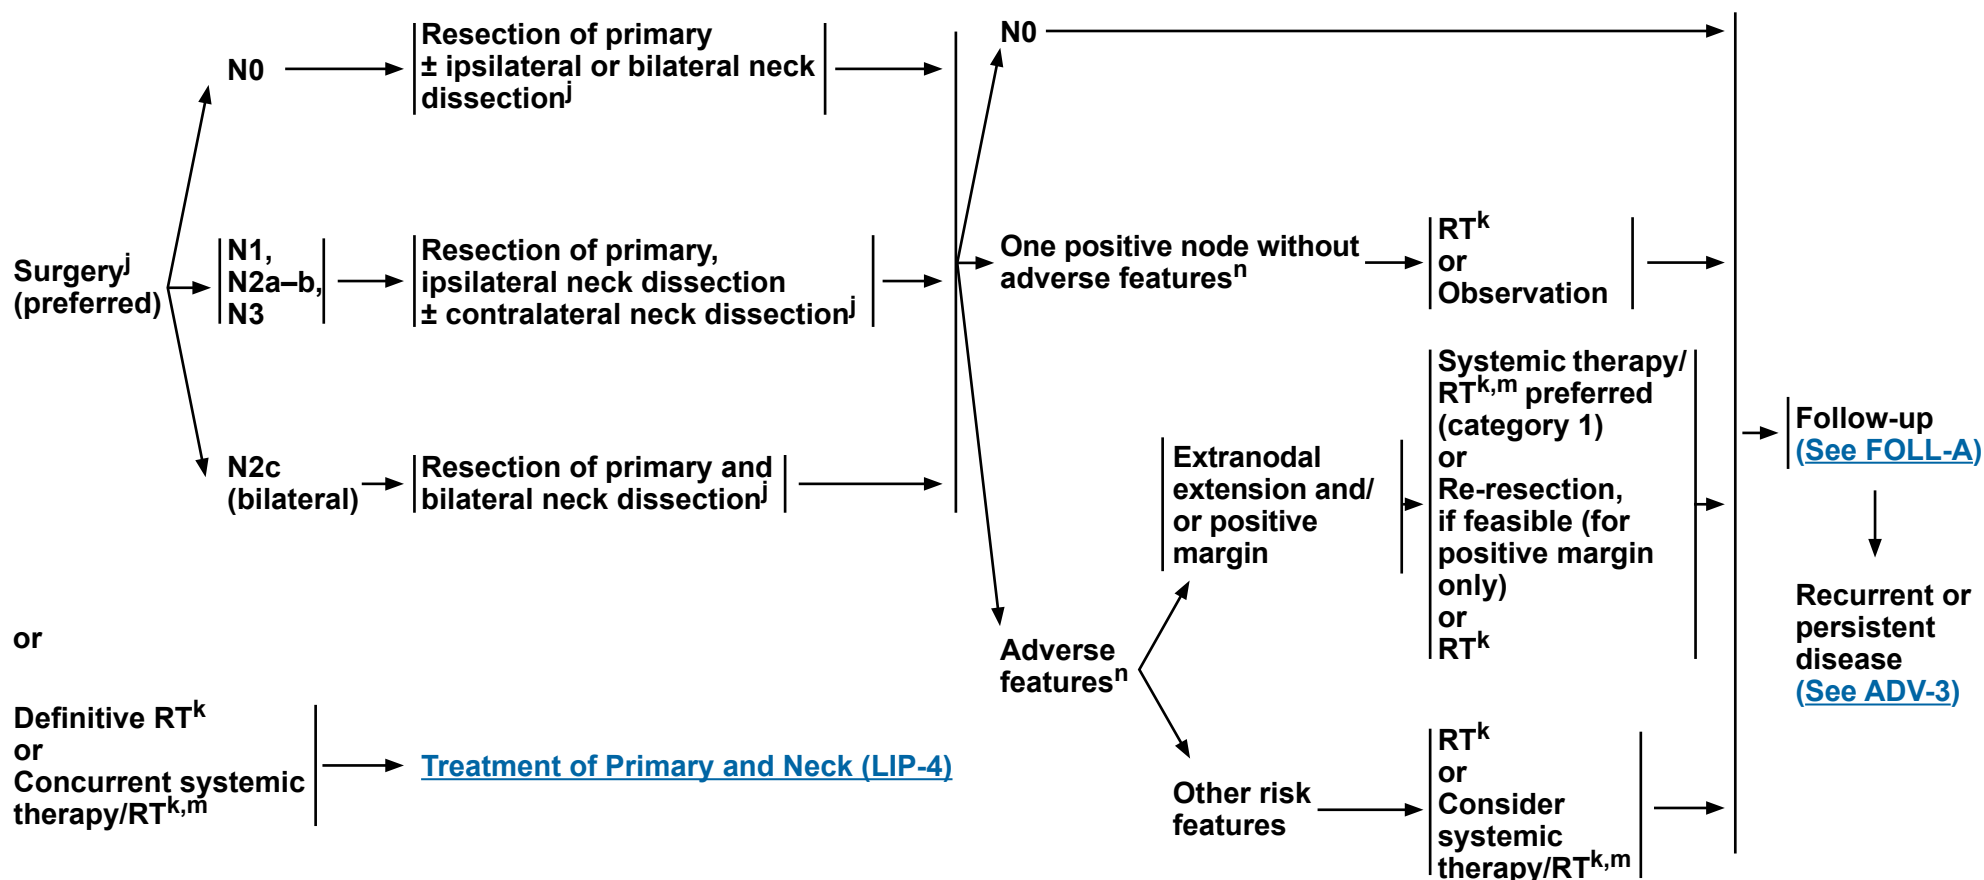 N0
Resection of primary
± ipsilateral or bilateral neck
dissectionj
N0
Surgeryj
(preferred)
N1,
N2a–b,
N3
Resection of primary,
ipsilateral neck dissection
± contralateral neck dissectionj
One positive node without
adverse featuresn
RTk
or
Observation
N2c
(bilateral)
Resection of primary and
bilateral neck dissectionj
Adverse
featuresn
Extranodal
extension and/
or positive
margin
Systemic therapy/
RTk,m preferred
(category 1)
or
Re-resection,
if feasible (for
positive margin
only)
or
RTk
Other risk
features
RTk
or
Consider
systemic
therapy/RTk,m
Follow-up
(See FOLL-A)
Recurrent or
persistent
disease
(See ADV-3)
or
Definitive RTk
or
Concurrent systemic
therapy/RTk,m
Treatment of Primary and Neck (LIP-4)